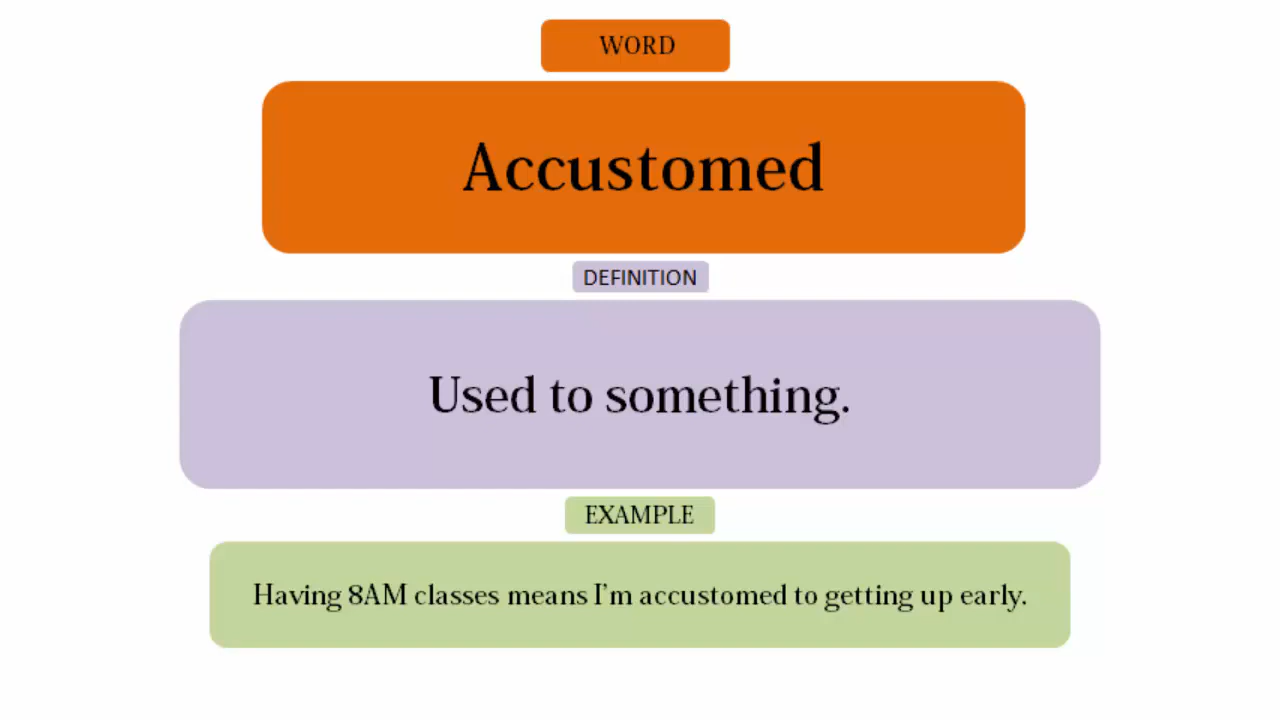 WORD
Accustomed
DEFINITION
Used to something.
EXAMPLE
Having 8AM classes means I’m accustomed to getting up early.